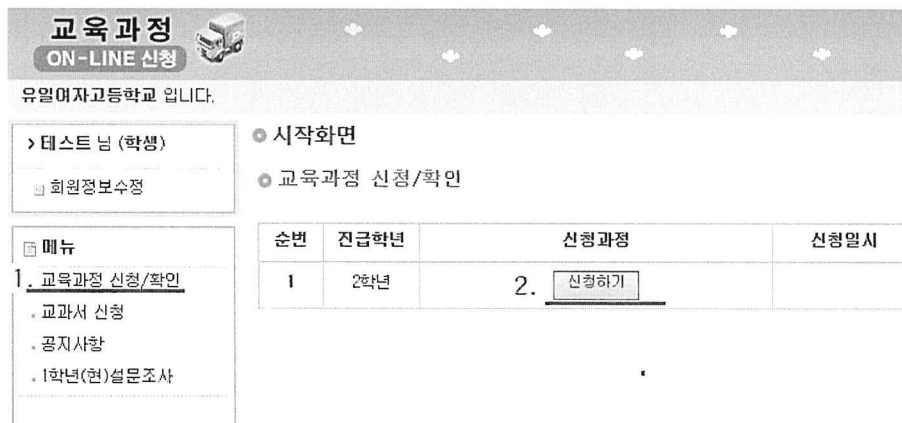 교육과정
ON-LINE 신청
유일여자고등학교 입니다.
> 테스트 님 (학생)
회원정보수정
메뉴
1. 교육과정 신청/확인
교과서 신청
공지사항
1학년(현)설문조사
시작화면
교육과정 신청/확인
순번 진급학년 신청과정 신청일시
1 2학년 2. 신청하기